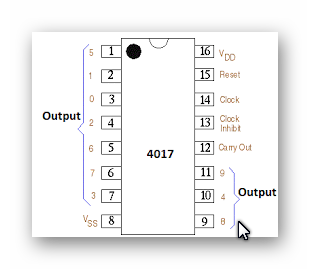 5 1 16 VDD
1 2 15 Reset
0 3 14 Clock
Output 2 4 13 Clock Inhibit
6 5 4017 12 Carry Out
7 6 11 9
3 7 10 4 Output
VSS 8 9 8